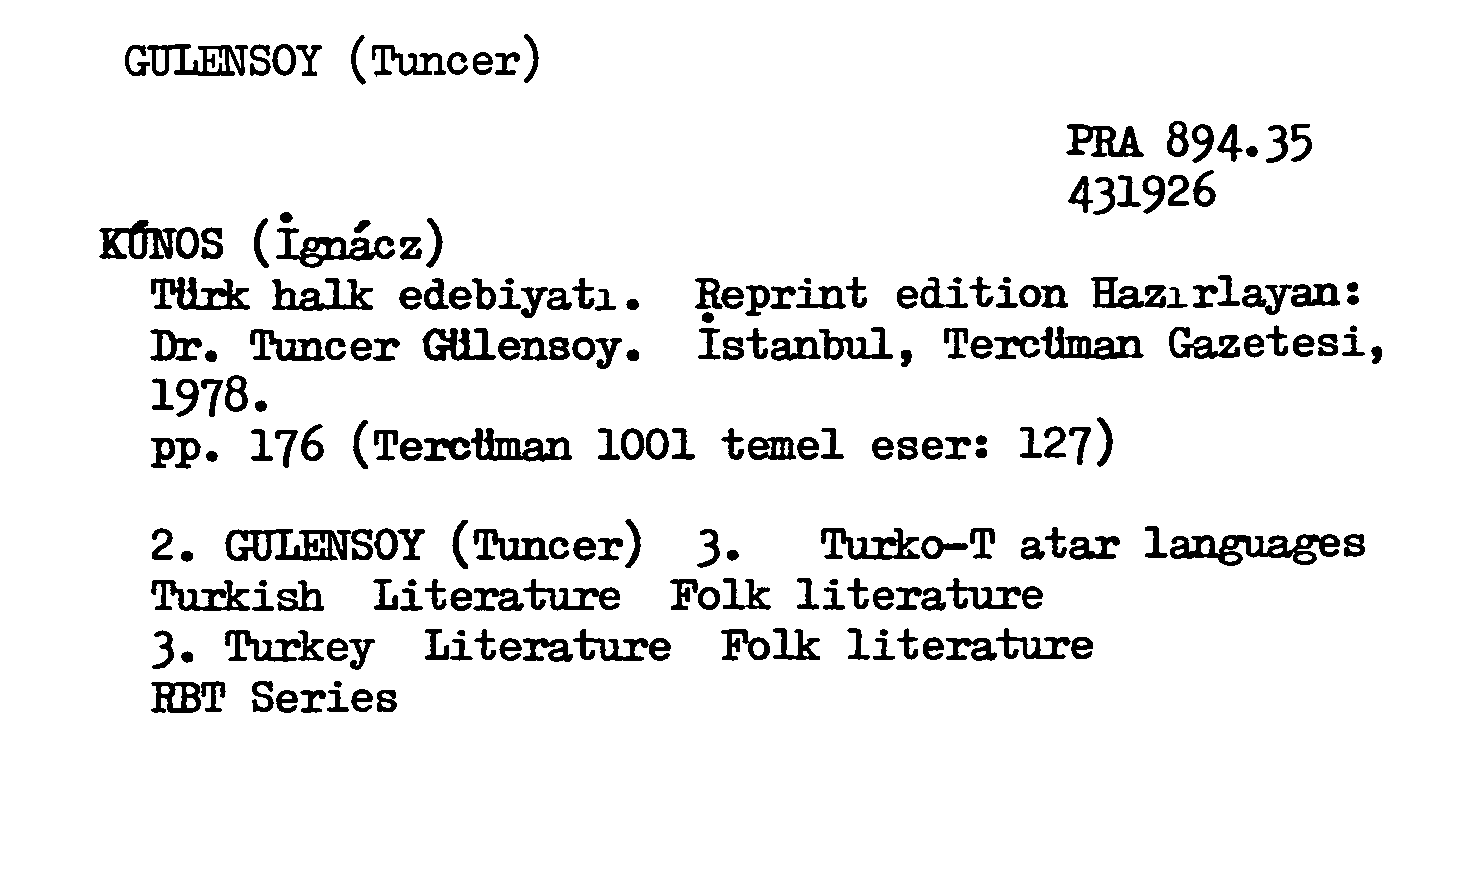 GULENSOY (Tuncer)
PRA 894.35
431926
KÚNOS (İgnácz)
Türk halk edebiyatı. Reprint edition Hazırlayan:
Dr. Tuncer Gülensoy. İstanbul, Tercüman Gazetesi,
1978.
pp. 176 (Tercüman 1001 temel eser: 127)
2. GULENSOY (Tuncer) 3. Turko-T atar languages
Turkish Literature Folk literature
3. Turkey Literature Folk literature
RBT Series